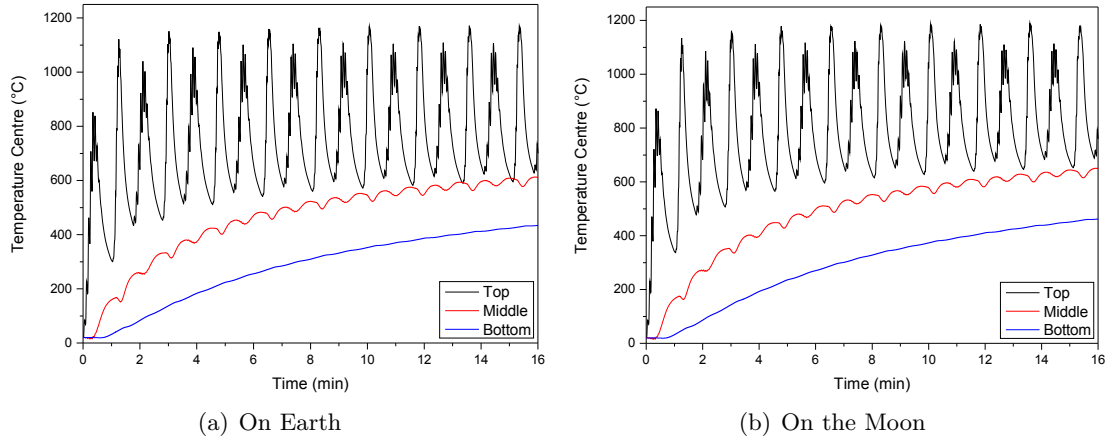 1200
1000
800
600
400
200
0
Temperature Centre (°C)
0 2 4 6 8 10 12 14 16
Time (min)
Top
Middle
Bottom
(a) On Earth
1200
1000
800
600
400
200
0
Temperature Centre (°C)
0 2 4 6 8 10 12 14 16
Time (min)
Top
Middle
Bottom
(b) On the Moon